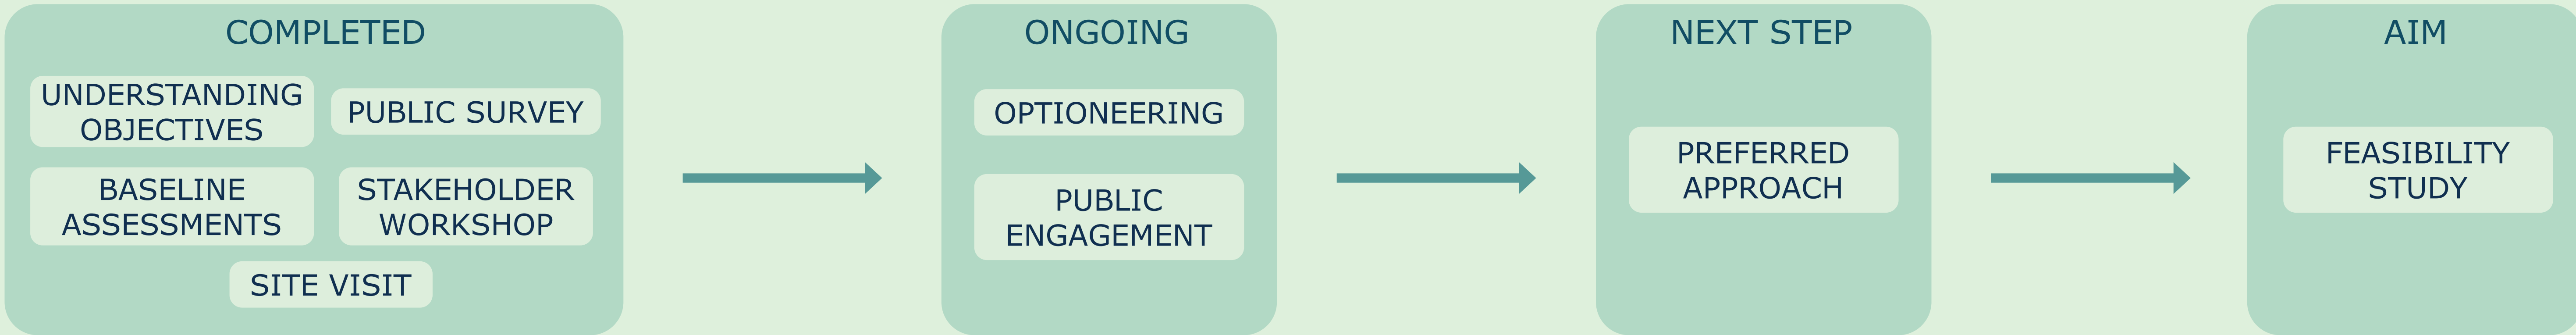 COMPLETED
UNDERSTANDING
OBJECTIVES
PUBLIC SURVEY
BASELINE
ASSESSMENTS
STAKEHOLDER
WORKSHOP
SITE VISIT
ONGOING
OPTIONEERING
PUBLIC
ENGAGEMENT
NEXT STEP
PREFERRED
APPROACH
AIM
FEASIBILITY
STUDY